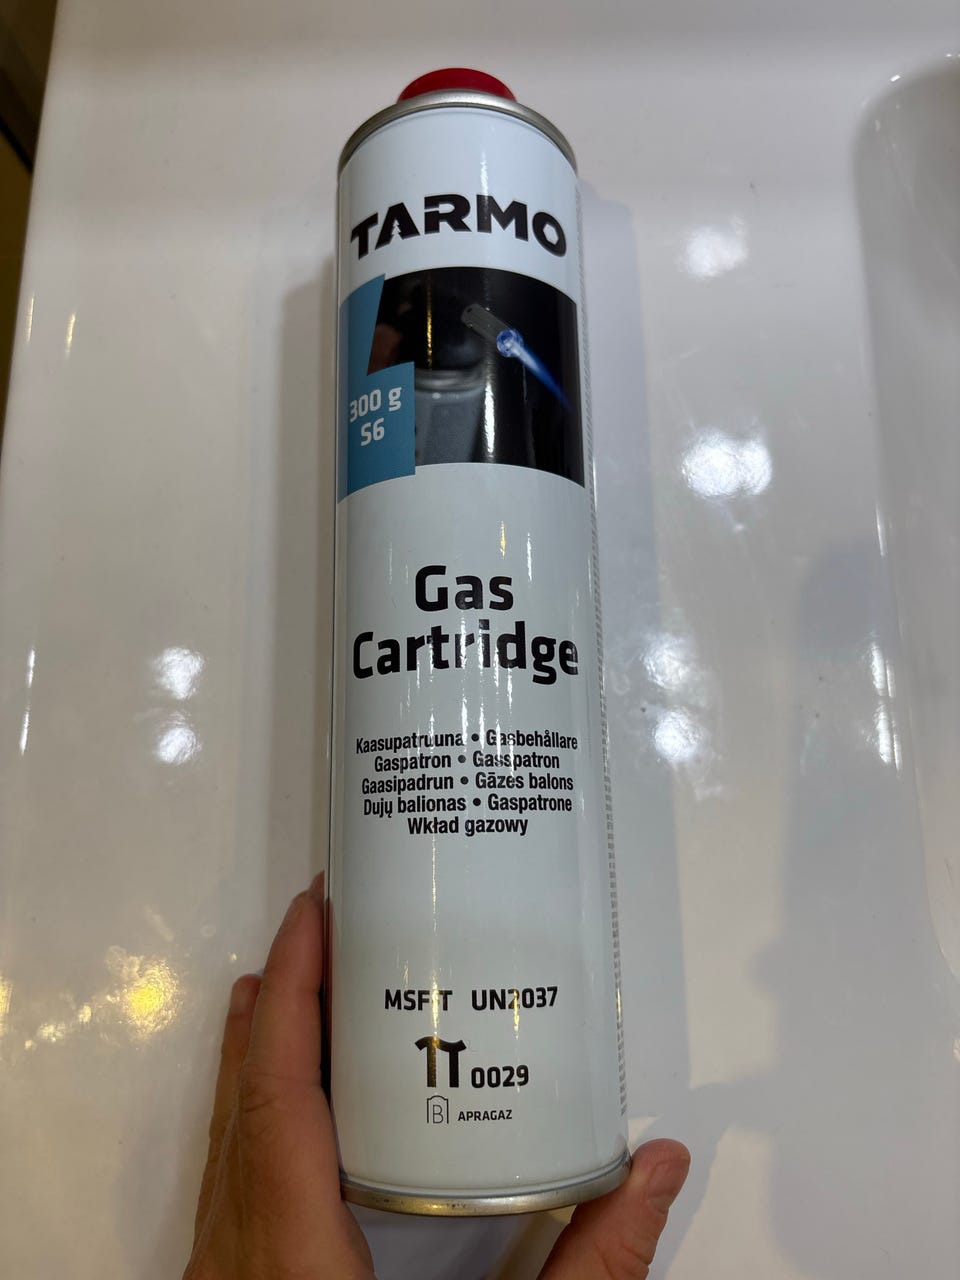 TARMO
300 g
S6
Gas
Cartridge
Kaasupatruuna • Gasbehållare
Gaspatron • Gasspatron
Gaasipadrun • Gāzes balons
Dujų balionas • Gaspatrone
Wkład gazowy
MSFT UN2037
π 0029
B APRAGAZ